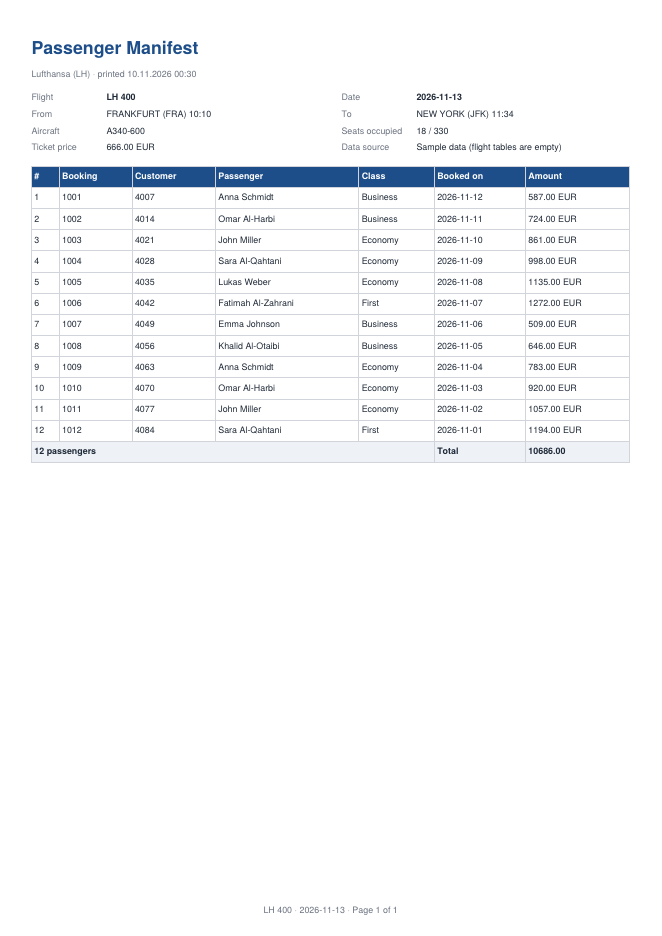 Passenger Manifest
Lufthansa (LH) · printed 10.11.2026 00:30
Flight LH 400 Date 2026-11-13
From FRANKFURT (FRA) 10:10 To NEW YORK (JFK) 11:34
Aircraft A340-600 Seats occupied 18 / 330
Ticket price 666.00 EUR Data source Sample data (flight tables are empty)
# Booking Customer Passenger Class Booked on Amount
1 1001 4007 Anna Schmidt Business 2026-11-12 587.00 EUR
2 1002 4014 Omar Al-Harbi Business 2026-11-11 724.00 EUR
3 1003 4021 John Miller Economy 2026-11-10 861.00 EUR
4 1004 4028 Sara Al-Qahtani Economy 2026-11-09 998.00 EUR
5 1005 4035 Lukas Weber Economy 2026-11-08 1135.00 EUR
6 1006 4042 Fatimah Al-Zahrani First 2026-11-07 1272.00 EUR
7 1007 4049 Emma Johnson Business 2026-11-06 509.00 EUR
8 1008 4056 Khalid Al-Otaibi Business 2026-11-05 646.00 EUR
9 1009 4063 Anna Schmidt Economy 2026-11-04 783.00 EUR
10 1010 4070 Omar Al-Harbi Economy 2026-11-03 920.00 EUR
11 1011 4077 John Miller Economy 2026-11-02 1057.00 EUR
12 1012 4084 Sara Al-Qahtani First 2026-11-01 1194.00 EUR
12 passengers Total 10686.00
LH 400 · 2026-11-13 · Page 1 of 1